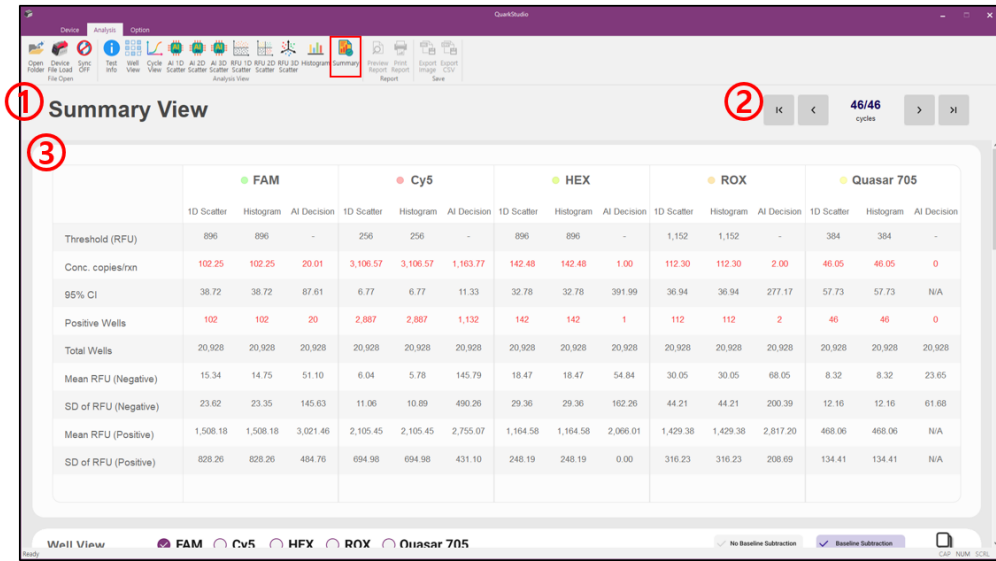 QuarkStudio
Device Analysis Option
Open Folder Device File Load Sync OFF Test Info Well View Cycle View AI 1D Scatter AI 2D Scatter AI 3D Scatter RFU 1D Scatter RFU 2D Scatter RFU 3D Scatter Histogram Summary Preview Report Print Report Export Image Export CSV
File Open Analysis View Report Save
① Summary View ② 46/46
cycles
③
FAM Cy5 HEX ROX Quasar 705
1D Scatter Histogram AI Decision 1D Scatter Histogram AI Decision 1D Scatter Histogram AI Decision 1D Scatter Histogram AI Decision 1D Scatter Histogram AI Decision
Threshold (RFU) 896 896 - 256 256 - 896 896 - 1,152 1,152 - 384 384 -
Conc. copies/rxn 102.25 102.25 20.01 3,106.57 3,106.57 1,163.77 142.48 142.48 1.00 112.30 112.30 2.00 46.05 46.05 0
95% CI 38.72 38.72 87.61 6.77 6.77 11.33 32.78 32.78 391.99 36.94 36.94 277.17 57.73 57.73 N/A
Positive Wells 102 102 20 2,887 2,887 1,132 142 142 1 112 112 2 46 46 0
Total Wells 20,928 20,928 20,928 20,928 20,928 20,928 20,928 20,928 20,928 20,928 20,928 20,928 20,928 20,928 20,928
Mean RFU (Negative) 15.34 14.75 51.10 6.04 5.78 145.79 18.47 18.47 54.84 30.05 30.05 68.05 8.32 8.32 23.65
SD of RFU (Negative) 23.62 23.35 145.63 11.06 10.89 490.26 29.36 29.36 162.26 44.21 44.21 200.39 12.16 12.16 61.68
Mean RFU (Positive) 1,508.18 1,508.18 3,021.46 2,105.45 2,105.45 2,755.07 1,164.58 1,164.58 2,066.01 1,429.38 1,429.38 2,817.20 468.06 468.06 N/A
SD of RFU (Positive) 828.26 828.26 484.76 694.98 694.98 431.10 248.19 248.19 0.00 316.23 316.23 208.69 134.41 134.41 N/A
Well View FAM Cy5 HEX ROX Quasar 705 No Baseline Subtraction Baseline Subtraction
Ready CAP NUM SCRL